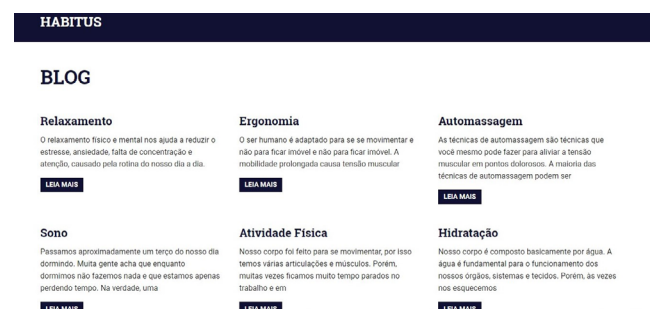 HABITUS
BLOG
Relaxamento
O relaxamento físico e mental nos ajuda a reduzir o
estresse, ansiedade, falta de concentração e
atenção, causado pela rotina do nosso dia a dia.
LEIA MAIS
Ergonomia
O ser humano é adaptado para se se movimentar e
não para ficar imóvel e não para ficar imóvel. A
mobilidade prolongada causa tensão muscular
LEIA MAIS
Automassagem
As técnicas de automassagem são técnicas que
você mesmo pode fazer para aliviar a tensão
muscular em pontos dolorosos. A maioria das
técnicas de automassagem podem ser
LEIA MAIS
Sono
Passamos aproximadamente um terço do nosso dia
dormindo. Muita gente acha que enquanto
dormimos não fazemos nada e que estamos apenas
perdendo tempo. Na verdade, uma
LEIA MAIS
Atividade Física
Nosso corpo foi feito para se movimentar, por isso
temos várias articulações e músculos. Porém,
muitas vezes ficamos muito tempo parados no
trabalho e em
LEIA MAIS
Hidratação
Nosso corpo é composto basicamente por água. A
água é fundamental para o funcionamento dos
nossos órgãos, sistemas e tecidos. Porém, às vezes
nos esquecemos
LEIA MAIS